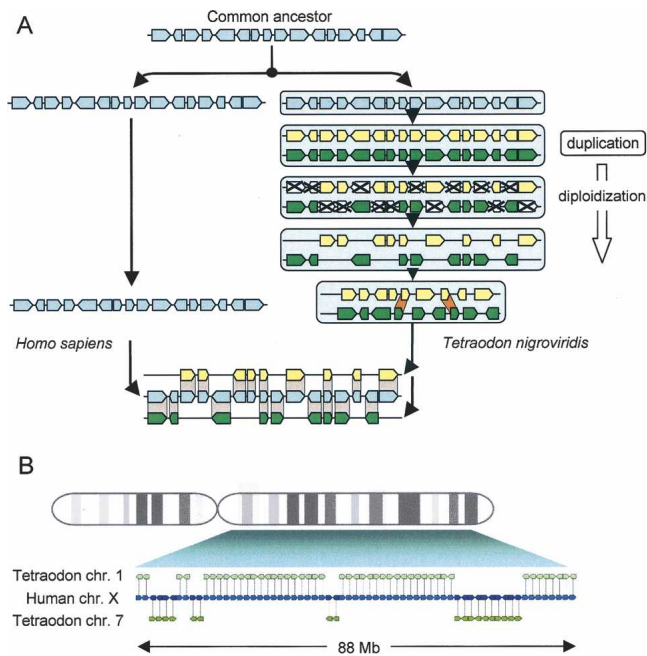 A
Common ancestor
duplication
diploidization
Homo sapiens
Tetraodon nigroviridis
B
Tetraodon chr. 1
Human chr. X
Tetraodon chr. 7
88 Mb